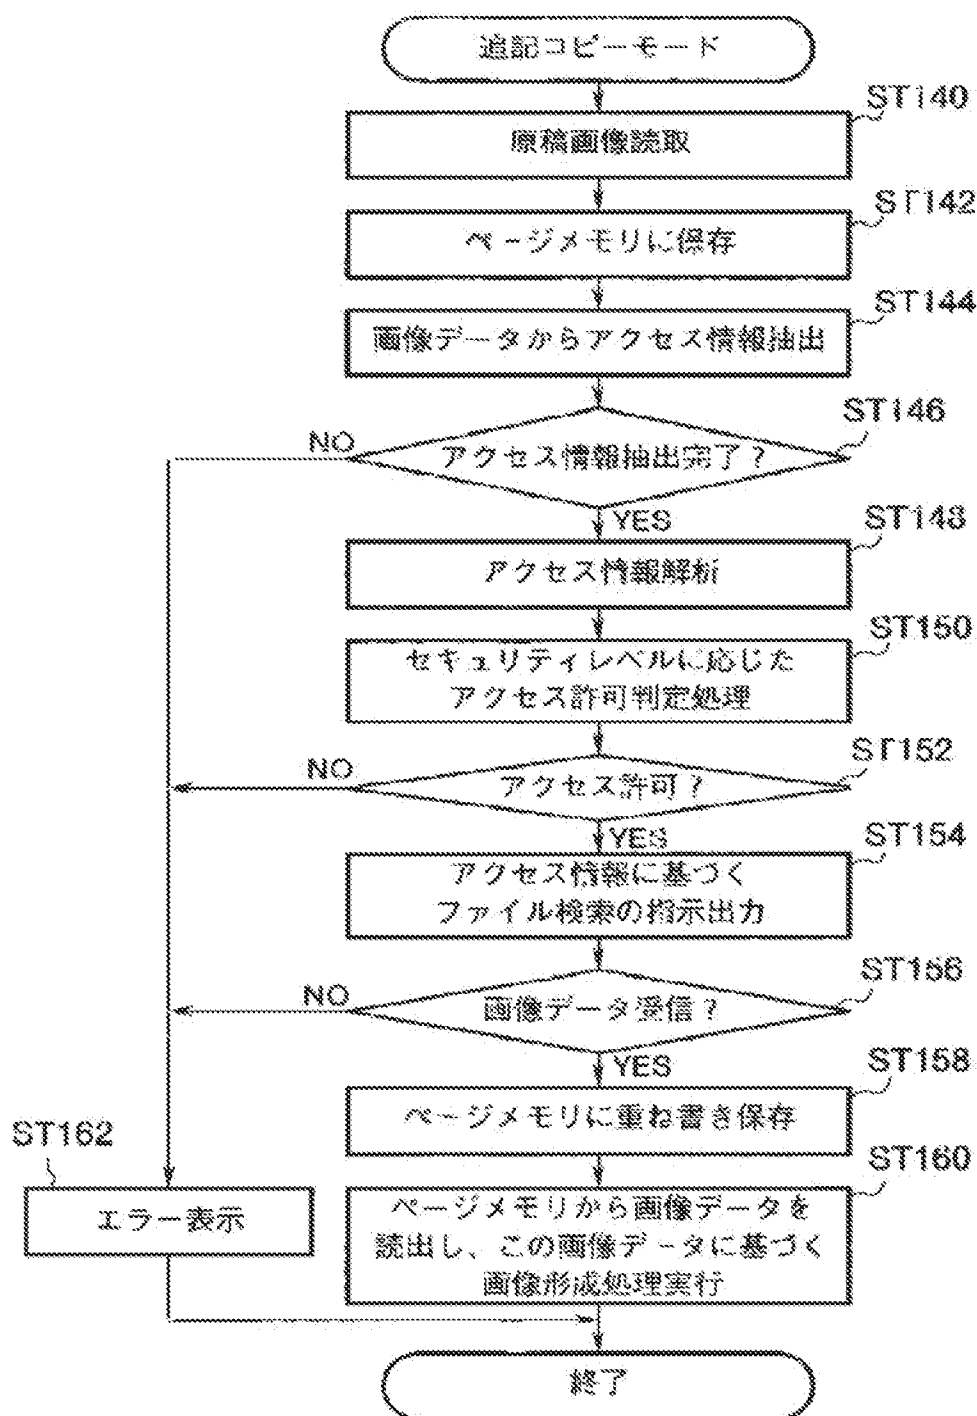 追記コピーモード
ST140
原稿画像読取
ST142
ページメモリに保存
ST144
画像データからアクセス情報抽出
ST146
NO
アクセス情報抽出完了?
YES
ST148
アクセス情報解析
ST150
セキュリティレベルに応じた
アクセス許可判定処理
ST152
NO
アクセス許可?
YES
ST154
アクセス情報に基づく
ファイル検索の指示出力
ST156
NO
画像データ受信?
YES
ST158
ページメモリに重ね書き保存
ST162
ST160
エラー表示
ページメモリから画像データを
読出し、この画像データに基づく
画像形成処理実行
終了